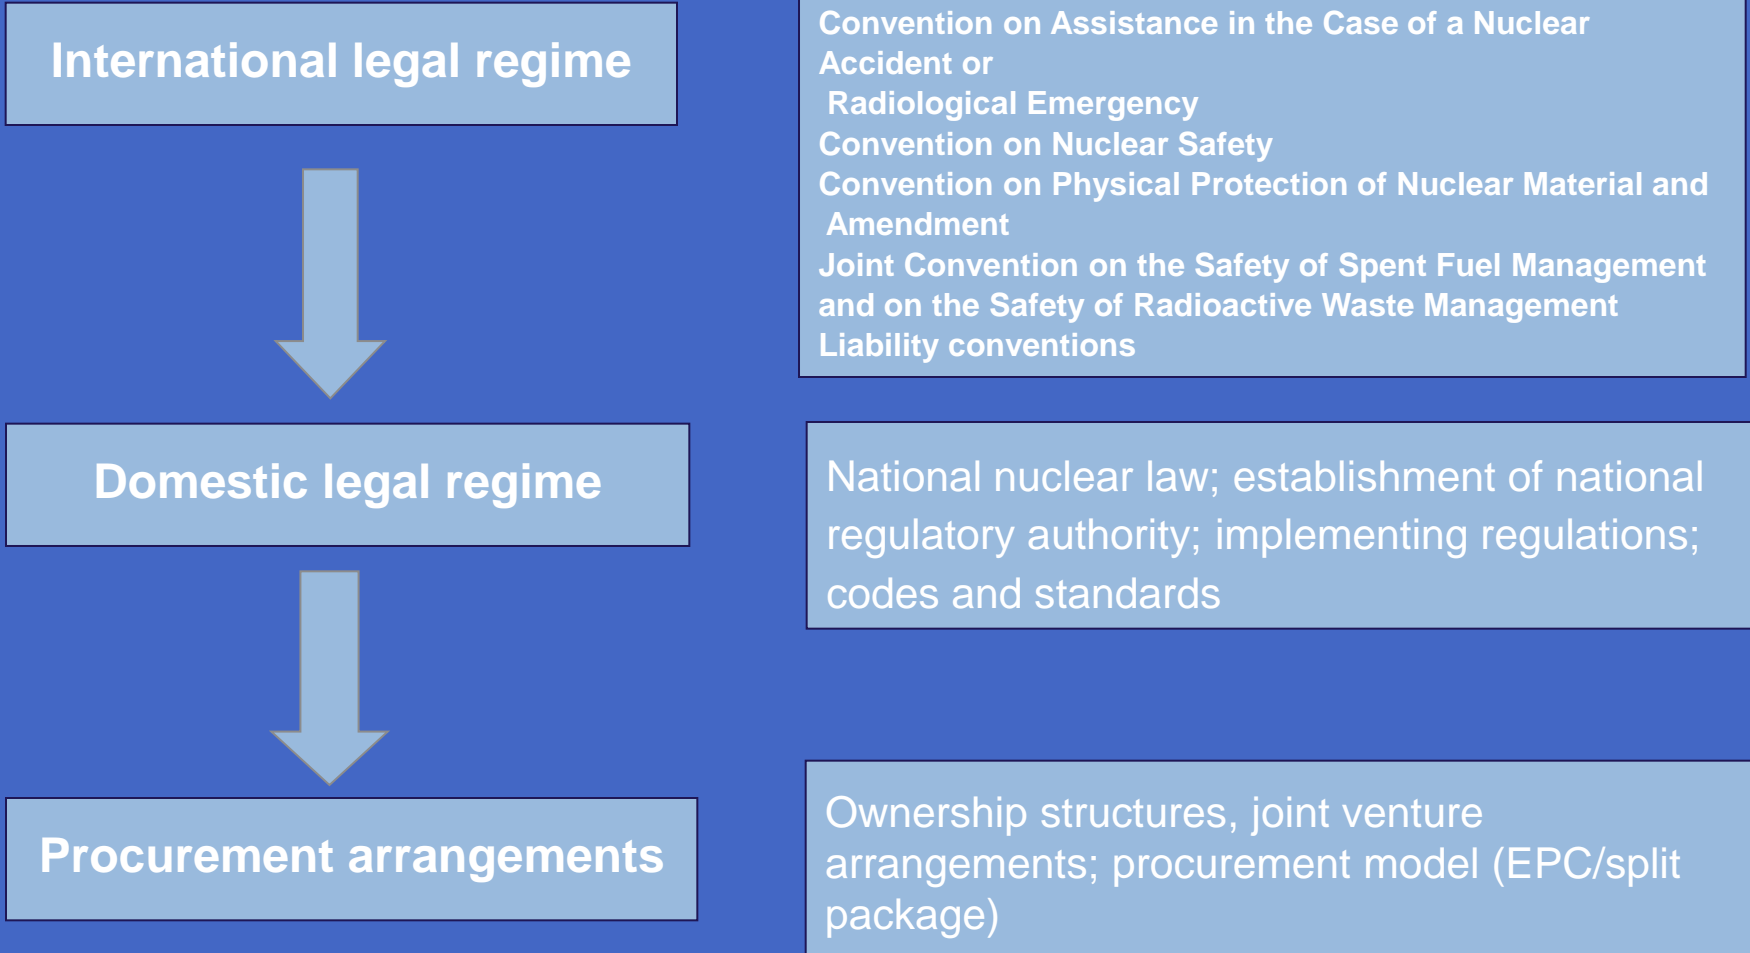 International legal regime
Convention on Assistance in the Case of a Nuclear
Accident or
Radiological Emergency
Convention on Nuclear Safety
Convention on Physical Protection of Nuclear Material and
Amendment
Joint Convention on the Safety of Spent Fuel Management
and on the Safety of Radioactive Waste Management
Liability conventions
Domestic legal regime
National nuclear law; establishment of national
regulatory authority; implementing regulations;
codes and standards
Procurement arrangements
Ownership structures, joint venture
arrangements; procurement model (EPC/split
package)